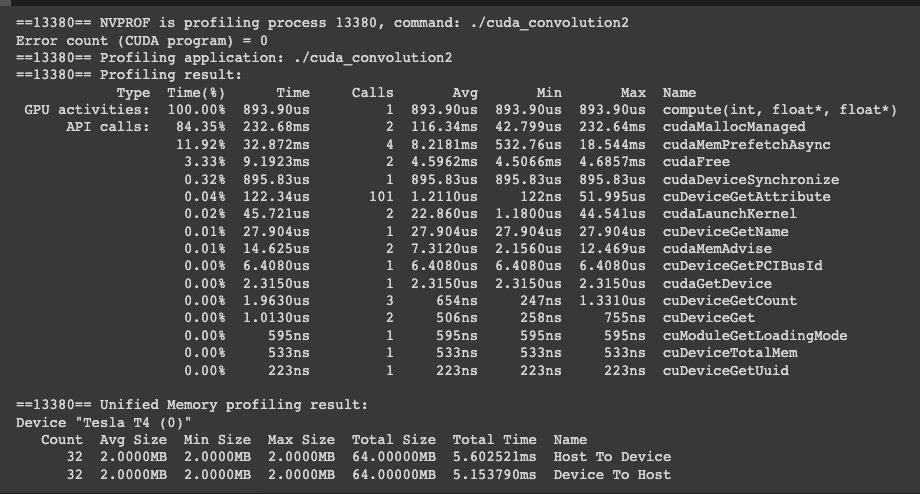 ==13380== NVPROF is profiling process 13380, command: ./cuda_convolution2
Error count (CUDA program) = 0
==13380== Profiling application: ./cuda_convolution2
==13380== Profiling result:
Type Time(%) Time Calls Avg Min Max Name
GPU activities: 100.00% 893.90us 1 893.90us 893.90us 893.90us compute(int, float*, float*)
API calls: 84.35% 232.68ms 2 116.34ms 42.799us 232.64ms cudaMallocManaged
11.92% 32.872ms 4 8.2181ms 532.76us 18.544ms cudaMemPrefetchAsync
3.33% 9.1923ms 2 4.5962ms 4.5066ms 4.6857ms cudaFree
0.32% 895.83us 1 895.83us 895.83us 895.83us cudaDeviceSynchronize
0.04% 122.34us 101 1.2110us 122ns 51.995us cuDeviceGetAttribute
0.02% 45.721us 2 22.860us 1.1800us 44.541us cudaLaunchKernel
0.01% 27.904us 1 27.904us 27.904us 27.904us cuDeviceGetName
0.01% 14.625us 2 7.3120us 2.1560us 12.469us cudaMemAdvise
0.00% 6.4080us 1 6.4080us 6.4080us 6.4080us cuDeviceGetPCIBusId
0.00% 2.3150us 1 2.3150us 2.3150us 2.3150us cudaGetDevice
0.00% 1.9630us 3 654ns 247ns 1.3310us cuDeviceGetCount
0.00% 1.0130us 2 506ns 258ns 755ns cuDeviceGet
0.00% 595ns 1 595ns 595ns 595ns cuModuleGetLoadingMode
0.00% 533ns 1 533ns 533ns 533ns cuDeviceTotalMem
0.00% 223ns 1 223ns 223ns 223ns cuDeviceGetUuid
==13380== Unified Memory profiling result:
Device "Tesla T4 (0)"
Count Avg Size Min Size Max Size Total Size Total Time Name
32 2.0000MB 2.0000MB 2.0000MB 64.00000MB 5.602521ms Host To Device
32 2.0000MB 2.0000MB 2.0000MB 64.00000MB 5.153790ms Device To Host